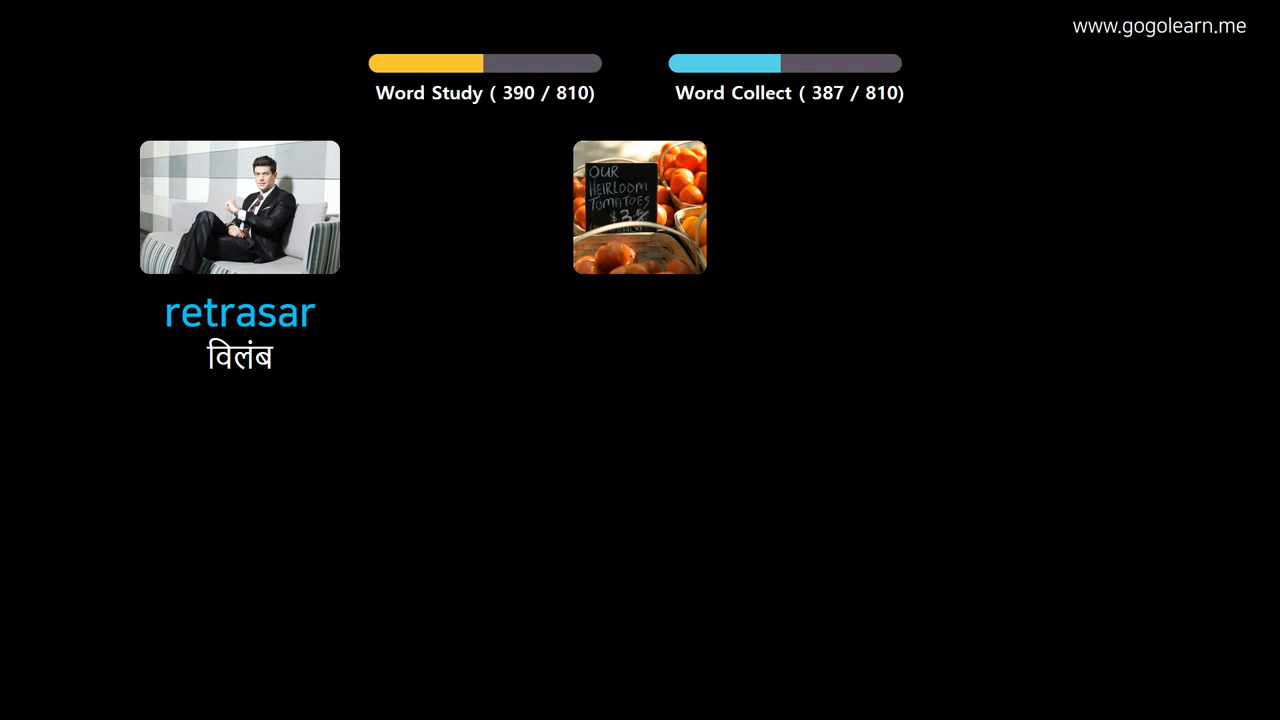 www.gogolearn.me
Word Study ( 390 / 810)
Word Collect ( 387 / 810)
OUR
HEIRLOOM
TOMATOES
retrasar
विलंब